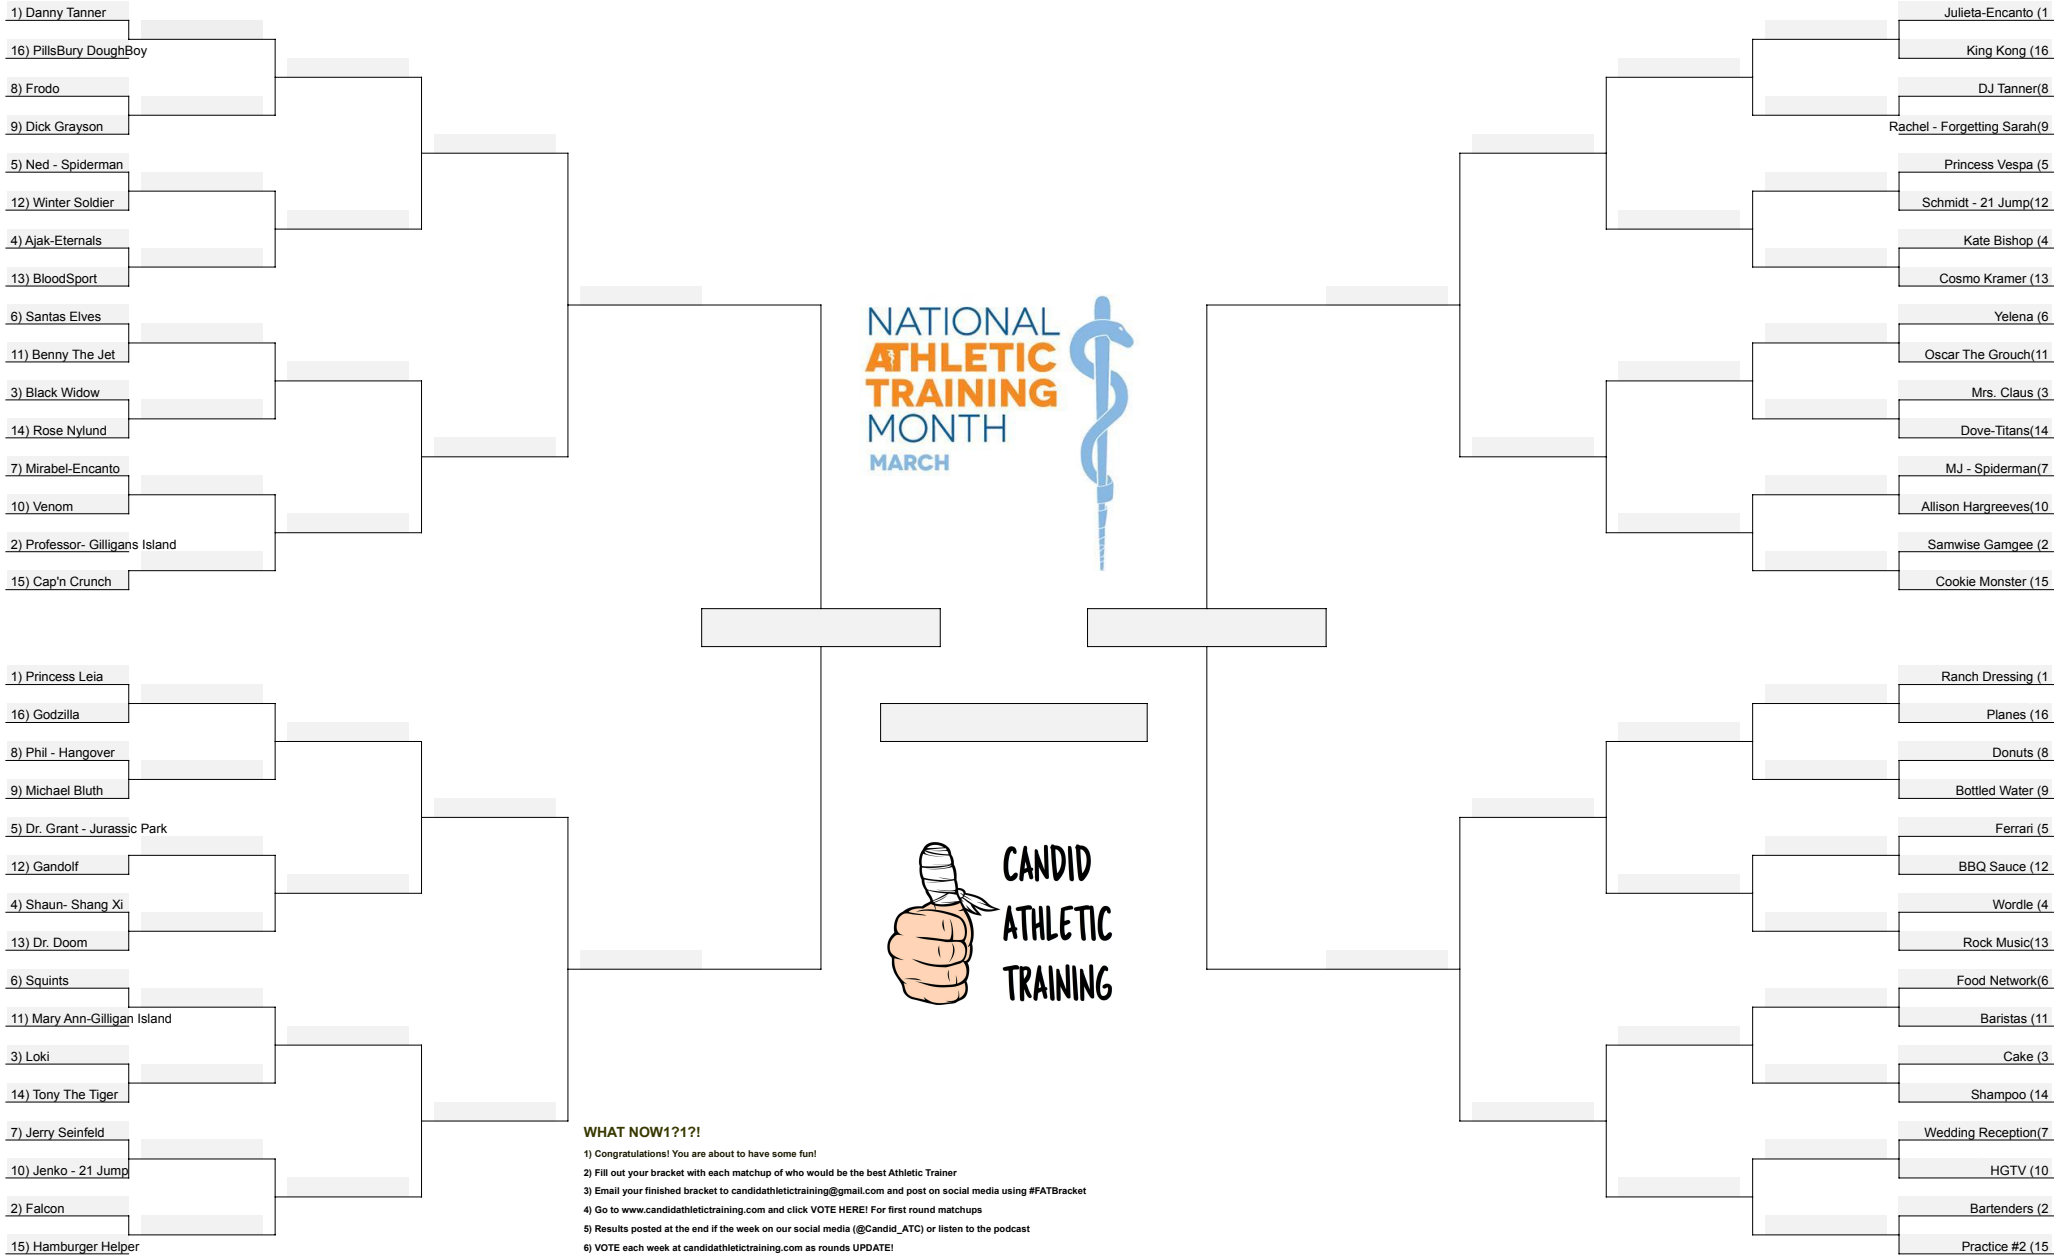 1) Danny Tanner
16) PillsBury DoughBoy
8) Frodo
9) Dick Grayson
5) Ned - Spiderman
12) Winter Soldier
4) Ajak-Eternals
13) BloodSport
6) Santas Elves
11) Benny The Jet
3) Black Widow
14) Rose Nylund
7) Mirabel-Encanto
10) Venom
2) Professor- Gilligans Island
15) Cap'n Crunch
1) Princess Leia
16) Godzilla
8) Phil - Hangover
9) Michael Bluth
5) Dr. Grant - Jurassic Park
12) Gandolf
4) Shaun- Shang Xi
13) Dr. Doom
6) Squints
11) Mary Ann-Gilligan Island
3) Loki
14) Tony The Tiger
7) Jerry Seinfeld
10) Jenko - 21 Jump
2) Falcon
15) Hamburger Helper
NATIONAL
ATHLETIC
TRAINING
MONTH
MARCH
CANDID
ATHLETIC
TRAINING
WHAT NOW1?1?!
1) Congratulations! You are about to have some fun!
2) Fill out your bracket with each matchup of who would be the best Athletic Trainer
3) Email your finished bracket to candidathletictraining@gmail.com and post on social media using #FATBracket
4) Go to www.candidathletictraining.com and click VOTE HERE! For first round matchups
5) Results posted at the end if the week on our social media (@Candid_ATC) or listen to the podcast
6) VOTE each week at candidathletictraining.com as rounds UPDATE!
Julieta-Encanto (1
King Kong (16
DJ Tanner(8
Rachel - Forgetting Sarah(9
Princess Vespa (5
Schmidt - 21 Jump(12
Kate Bishop (4
Cosmo Kramer (13
Yelena (6
Oscar The Grouch(11
Mrs. Claus (3
Dove-Titans(14
MJ - Spiderman(7
Allison Hargreeves(10
Samwise Gamgee (2
Cookie Monster (15
Ranch Dressing (1
Planes (16
Donuts (8
Bottled Water (9
Ferrari (5
BBQ Sauce (12
Wordle (4
Rock Music(13
Food Network(6
Baristas (11
Cake (3
Shampoo (14
Wedding Reception(7
HGTV (10
Bartenders (2
Practice #2 (15